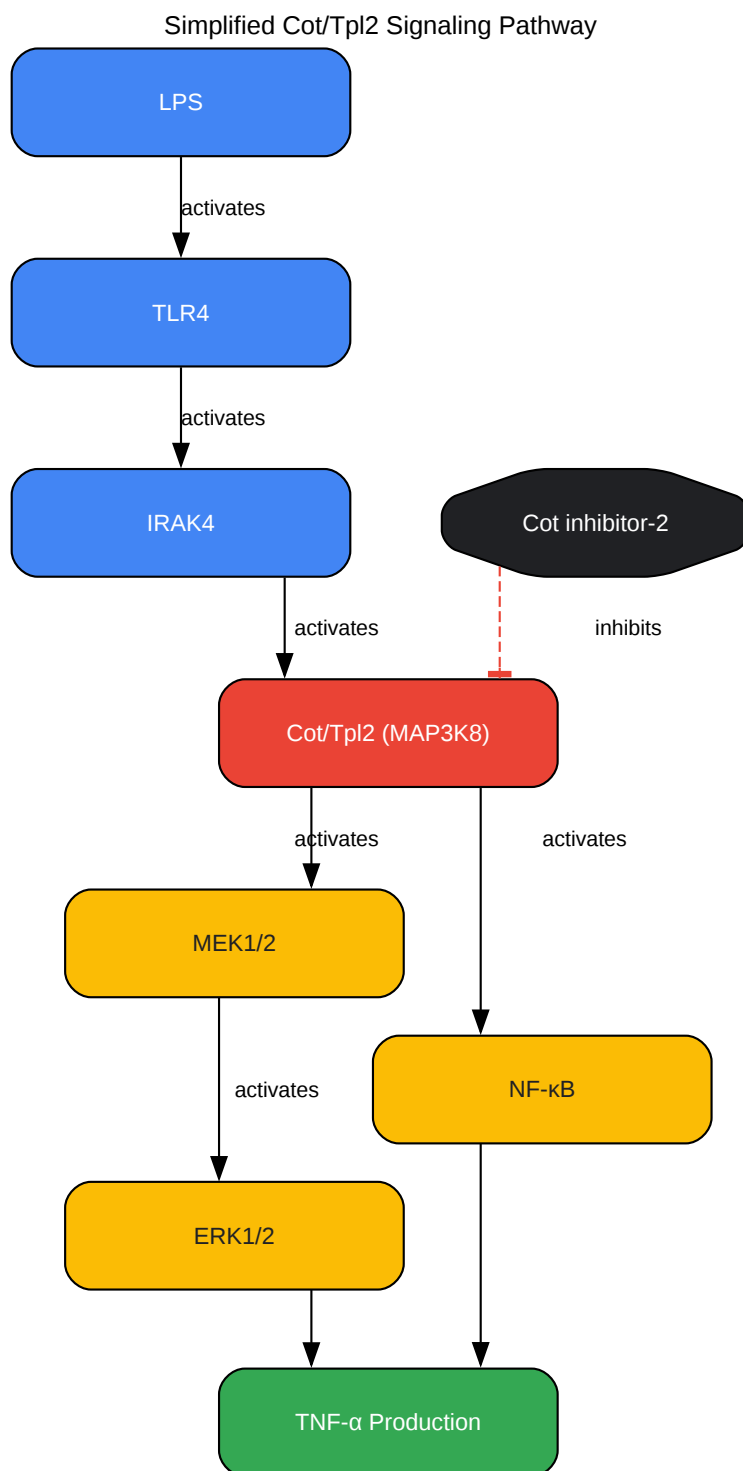 Simplified Cot/Tpl2 Signaling Pathway
LPS
activates
TLR4
activates
IRAK4
Cot inhibitor-2
activates
inhibits
Cot/Tpl2 (MAP3K8)
activates
activates
MEK1/2
NF-κB
activates
ERK1/2
TNF-α Production